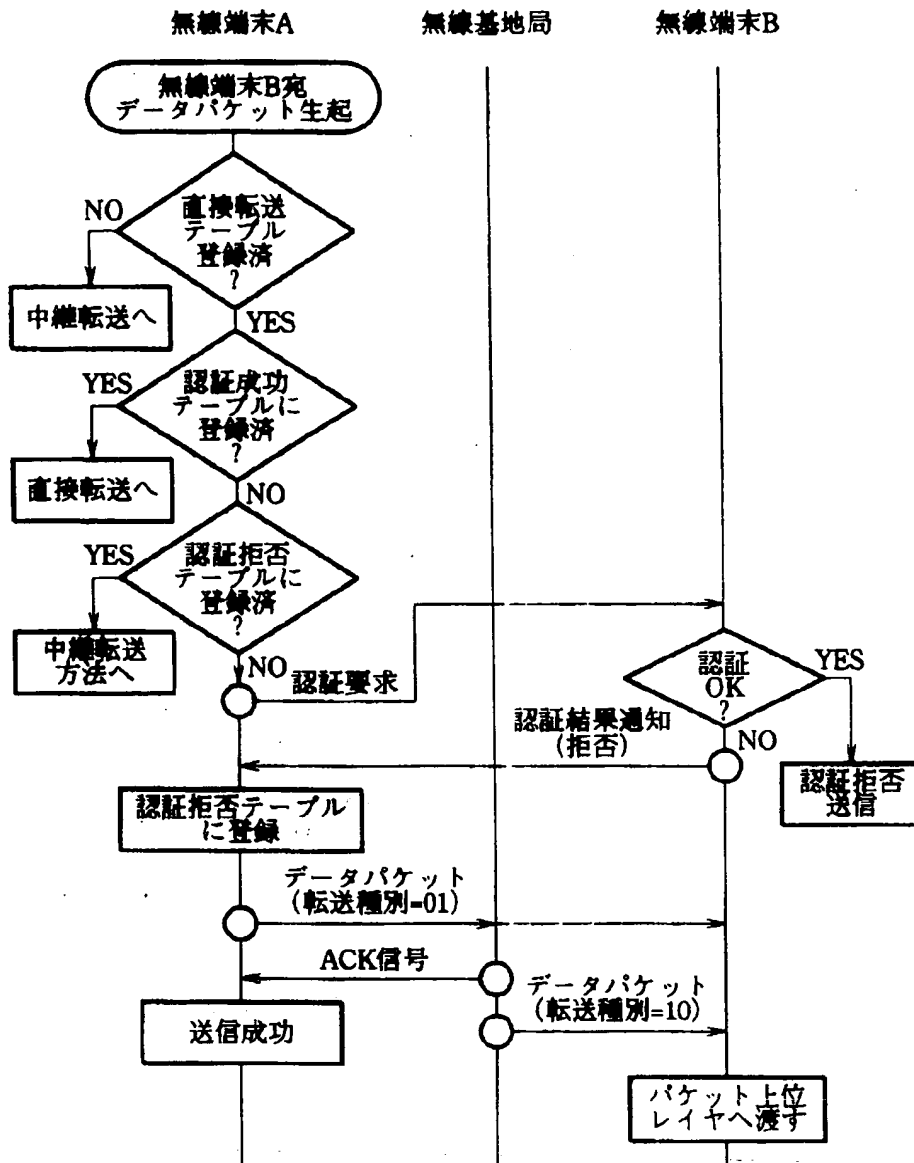 無線端末A
無線基地局
無線端末B
無線端末B宛
データパケット生起
直接転送
テーブル
登録済
?
NO
中継転送へ
YES
認証成功
テーブルに
登録済
?
YES
直接転送へ
NO
認証拒否
テーブルに
登録済
?
YES
中継転送
方法へ
NO
認証要求
認証
OK
?
YES
認証結果通知
(拒否)
NO
認証拒否
送信
認証拒否テーブル
に登録
データパケット
(転送種別=01)
ACK信号
データパケット
(転送種別=10)
送信成功
パケット上位
レイヤへ渡す